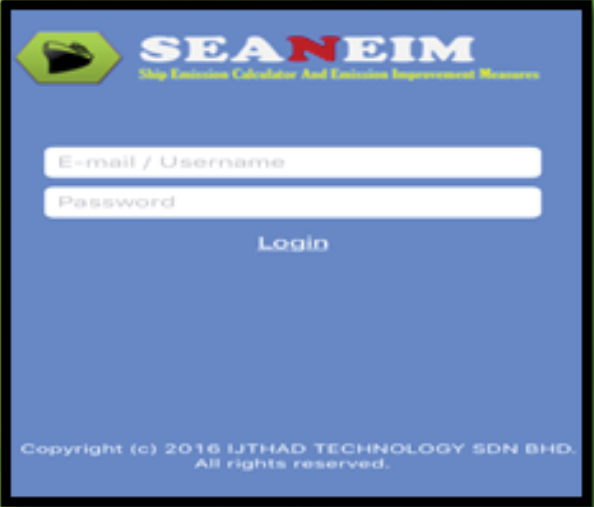 SEANEIM
Ship Emission Calculator And Emission Improvement Measures
E-mail / Username
Password
Login
Copyright (c) 2016 IJTHAD TECHNOLOGY SDN BHD.
All rights reserved.